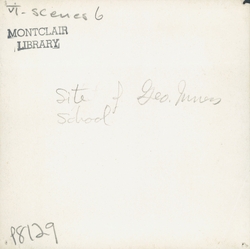 VI - Scenes 6
MONTCLAIR
LIBRARY
Site of Geo. Inness
School
P8129